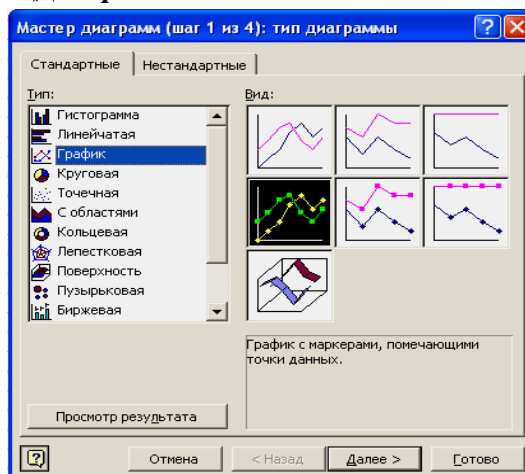 Мастер диаграмм (шаг 1 из 4): тип диаграммы
Стандартные
Нестандартные
Тип:
Вид:
Гистограмма
Линейчатая
График
Круговая
Точечная
С областями
Кольцевая
Лепестковая
Поверхность
Пузырьковая
Биржевая
График с маркерами, помечающими
точки данных.
Просмотр результата
Отмена
< Назад
Далее >
Готово